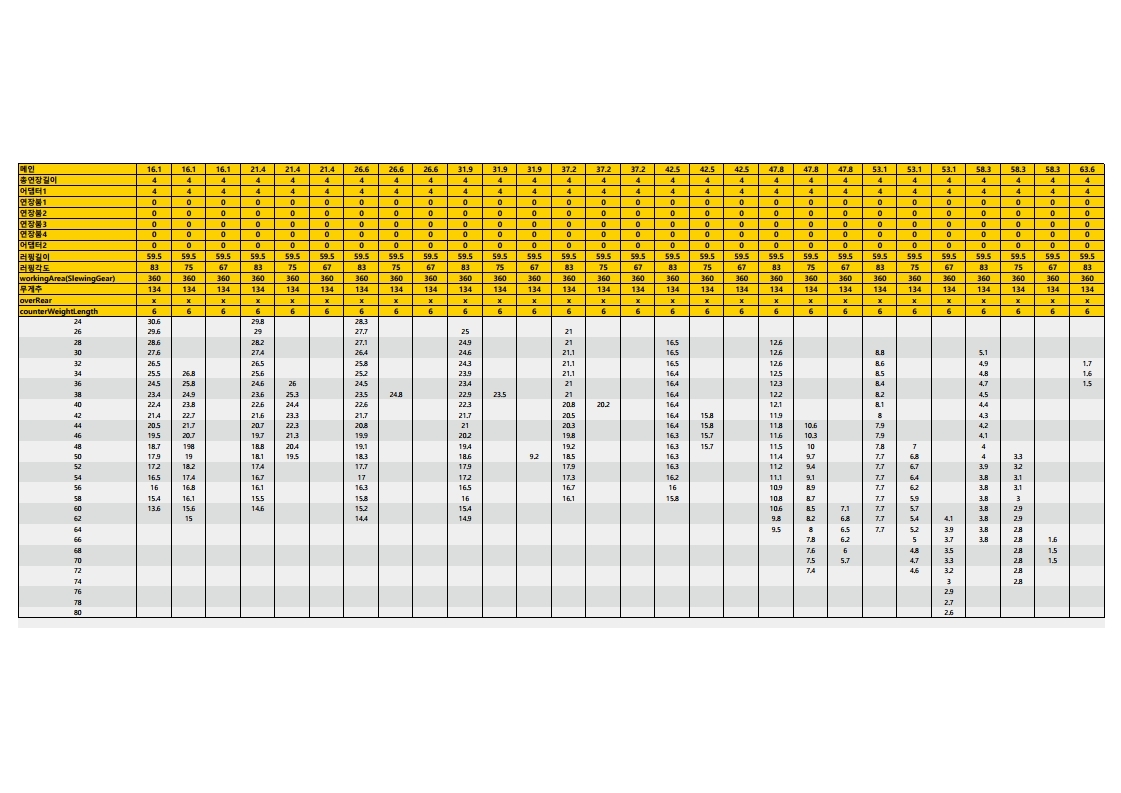 메인 16.1 16.1 16.1 21.4 21.4 21.4 26.6 26.6 26.6 31.9 31.9 31.9 37.2 37.2 37.2 42.5 42.5 42.5 47.8 47.8 47.8 53.1 53.1 53.1 58.3 58.3 58.3 63.6
총연장길이 4 4 4 4 4 4 4 4 4 4 4 4 4 4 4 4 4 4 4 4 4 4 4 4 4 4 4 4
어댑터1 4 4 4 4 4 4 4 4 4 4 4 4 4 4 4 4 4 4 4 4 4 4 4 4 4 4 4 4
연장붐1 0 0 0 0 0 0 0 0 0 0 0 0 0 0 0 0 0 0 0 0 0 0 0 0 0 0 0 0
연장붐2 0 0 0 0 0 0 0 0 0 0 0 0 0 0 0 0 0 0 0 0 0 0 0 0 0 0 0 0
연장붐3 0 0 0 0 0 0 0 0 0 0 0 0 0 0 0 0 0 0 0 0 0 0 0 0 0 0 0 0
연장붐4 0 0 0 0 0 0 0 0 0 0 0 0 0 0 0 0 0 0 0 0 0 0 0 0 0 0 0 0
어댑터2 0 0 0 0 0 0 0 0 0 0 0 0 0 0 0 0 0 0 0 0 0 0 0 0 0 0 0 0
러핑길이 59.5 59.5 59.5 59.5 59.5 59.5 59.5 59.5 59.5 59.5 59.5 59.5 59.5 59.5 59.5 59.5 59.5 59.5 59.5 59.5 59.5 59.5 59.5 59.5 59.5 59.5 59.5 59.5
러핑각도 83 75 67 83 75 67 83 75 67 83 75 67 83 75 67 83 75 67 83 75 67 83 75 67 83 75 67 83
workingArea(SlewingGear) 360 360 360 360 360 360 360 360 360 360 360 360 360 360 360 360 360 360 360 360 360 360 360 360 360 360 360 360
무게추 134 134 134 134 134 134 134 134 134 134 134 134 134 134 134 134 134 134 134 134 134 134 134 134 134 134 134 134
overRear x x x x x x x x x x x x x x x x x x x x x x x x x x x x
counterWeightLength 6 6 6 6 6 6 6 6 6 6 6 6 6 6 6 6 6 6 6 6 6 6 6 6 6 6 6 6
24 30.6 29.8 28.3
26 29.6 29 27.7 25 21
28 28.6 28.2 27.1 24.9 21 16.5 12.6
30 27.6 27.4 26.4 24.6 21.1 16.5 12.6 8.8 5.1
32 26.5 26.5 25.8 24.3 21.1 16.5 12.6 8.6 4.9 1.7
34 25.5 26.8 25.6 25.2 23.9 21.1 16.4 12.5 8.5 4.8 1.6
36 24.5 25.8 24.6 26 24.5 23.4 21 16.4 12.3 8.4 4.7 1.5
38 23.4 24.9 23.6 25.3 23.5 24.8 22.9 23.5 21 16.4 12.2 8.2 4.5
40 22.4 23.8 22.6 24.4 22.6 22.3 20.8 20.2 16.4 12.1 8.1 4.4
42 21.4 22.7 21.6 23.3 21.7 21.7 20.5 16.4 15.8 11.9 8 4.3
44 20.5 21.7 20.7 22.3 20.8 21 20.3 16.4 15.8 11.8 10.6 7.9 4.2
46 19.5 20.7 19.7 21.3 19.9 20.2 19.8 16.3 15.7 11.6 10.3 7.9 4.1
48 18.7 198 18.8 20.4 19.1 19.4 19.2 16.3 15.7 11.5 10 7.8 7 4
50 17.9 19 18.1 19.5 18.3 18.6 9.2 18.5 16.3 11.4 9.7 7.7 6.8 4 3.3
52 17.2 18.2 17.4 17.7 17.9 17.9 16.3 11.2 9.4 7.7 6.7 3.9 3.2
54 16.5 17.4 16.7 17 17.2 17.3 16.2 11.1 9.1 7.7 6.4 3.8 3.1
56 16 16.8 16.1 16.3 16.5 16.7 16 10.9 8.9 7.7 6.2 3.8 3.1
58 15.4 16.1 15.5 15.8 16 16.1 15.8 10.8 8.7 7.7 5.9 3.8 3
60 13.6 15.6 14.6 15.2 15.4 10.6 8.5 7.1 7.7 5.7 3.8 2.9
62 15 14.4 14.9 9.8 8.2 6.8 7.7 5.4 4.1 3.8 2.9
64 9.5 8 6.5 7.7 5.2 3.9 3.8 2.8
66 7.8 6.2 5 3.7 3.8 2.8 1.6
68 7.6 6 4.8 3.5 2.8 1.5
70 7.5 5.7 4.7 3.3 2.8 1.5
72 7.4 4.6 3.2 2.8
74 3 2.8
76 2.9
78 2.7
80 2.6